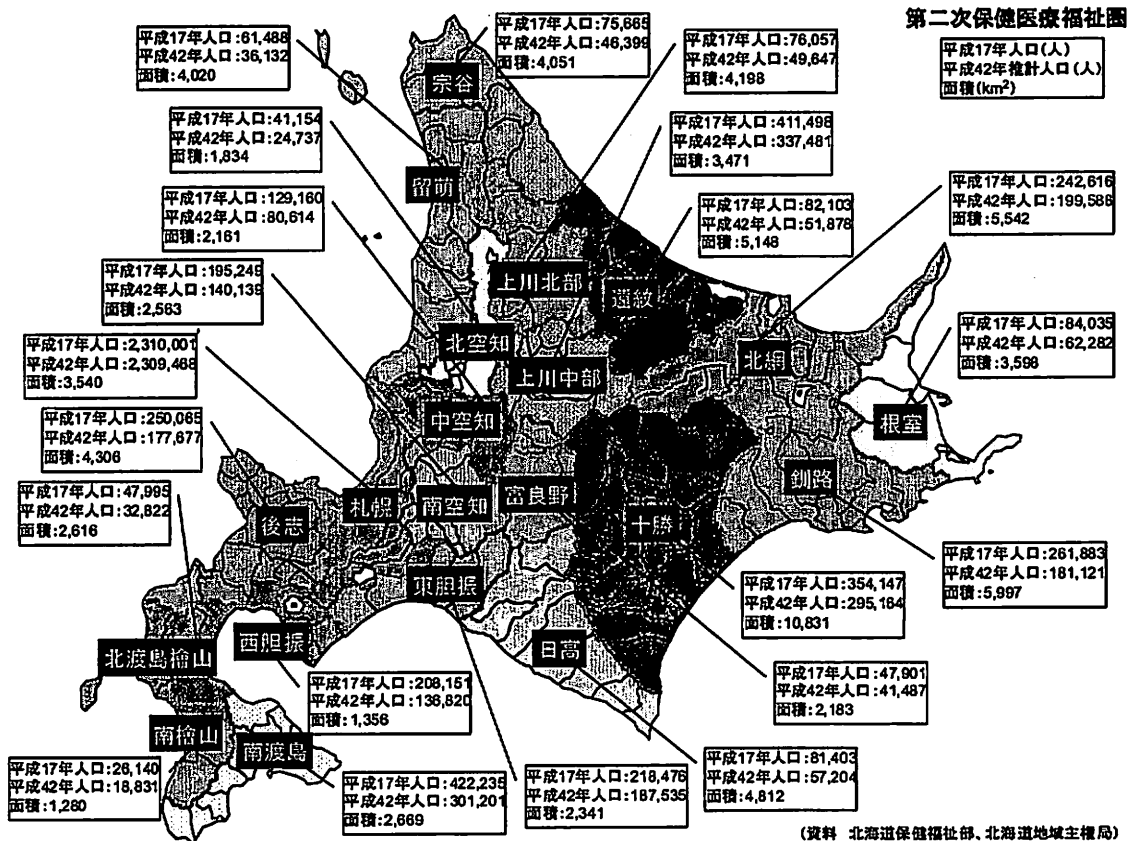 第二次保健医療福祉圏
平成17年人口(人)
平成42年推計人口(人)
面積(km²)
平成17年人口:61,488
平成42年人口:36,132
面積:4,020
平成17年人口:75,665
平成42年人口:46,399
面積:4,051
平成17年人口:76,057
平成42年人口:49,647
面積:4,198
平成17年人口:41,154
平成42年人口:24,737
面積:1,834
平成17年人口:411,498
平成42年人口:337,481
面積:3,471
平成17年人口:129,160
平成42年人口:80,614
面積:2,161
平成17年人口:82,103
平成42年人口:51,878
面積:5,148
平成17年人口:242,616
平成42年人口:199,586
面積:5,542
平成17年人口:195,249
平成42年人口:140,139
面積:2,563
平成17年人口:2,310,001
平成42年人口:2,309,468
面積:3,540
平成17年人口:84,035
平成42年人口:62,282
面積:3,598
平成17年人口:250,065
平成42年人口:177,677
面積:4,306
平成17年人口:47,995
平成42年人口:32,822
面積:2,616
宗谷
留萌
上川北部
遠紋
北空知
上川中部
北網
中空知
根室
札幌
南空知
富良野
釧路
後志
十勝
東胆振
西胆振
日高
北渡島檜山
南檜山
南渡島
平成17年人口:261,883
平成42年人口:181,121
面積:5,997
平成17年人口:354,147
平成42年人口:295,184
面積:10,831
平成17年人口:47,901
平成42年人口:41,487
面積:2,183
平成17年人口:208,151
平成42年人口:136,820
面積:1,356
平成17年人口:81,403
平成42年人口:57,204
面積:4,812
平成17年人口:26,140
平成42年人口:18,831
面積:1,280
平成17年人口:422,235
平成42年人口:301,201
面積:2,669
平成17年人口:218,476
平成42年人口:187,535
面積:2,341
(資料 北海道保健福祉部、北海道地域主権局)